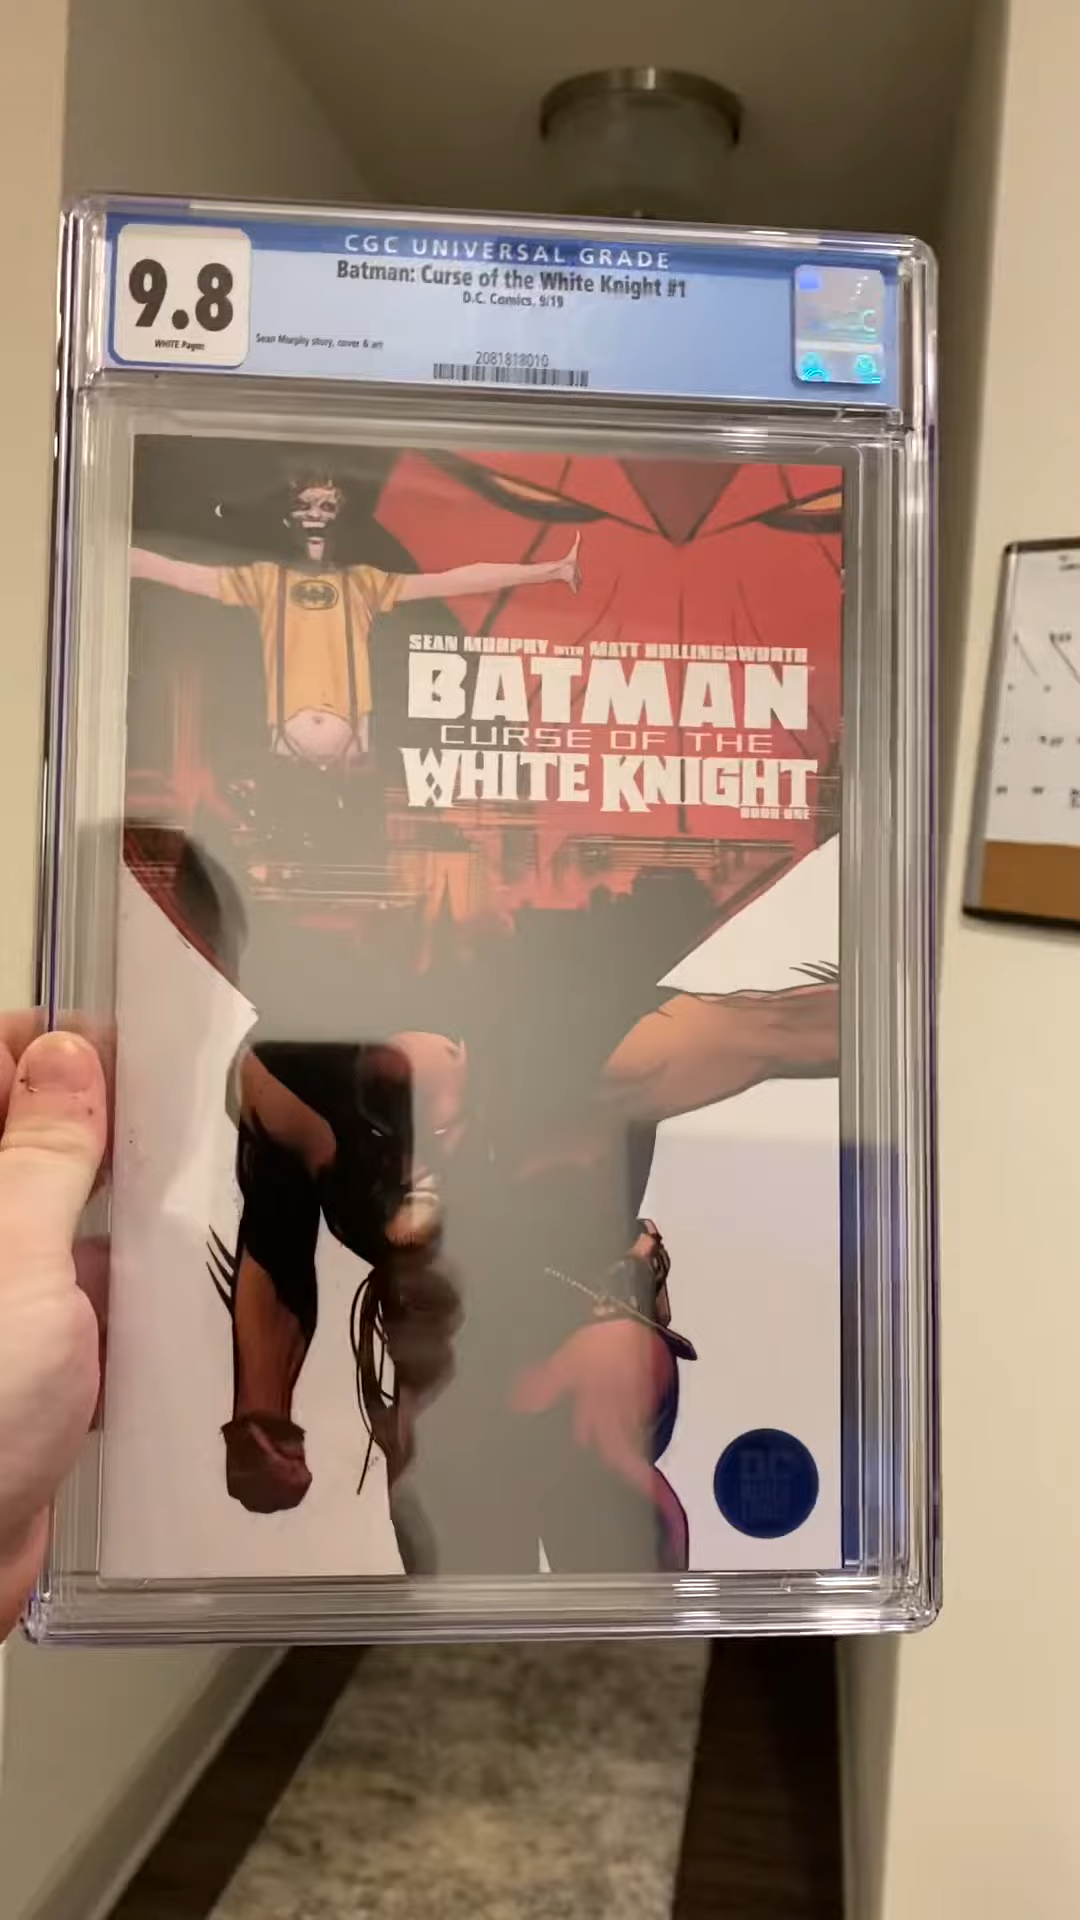 CGC UNIVERSAL GRADE
9.8
WHITE Pages
Batman: Curse of the White Knight #1
D.C. Comics, 9/19
Sean Murphy story, cover & art
2081818010
SEAN MURPHY WITH MATT HOLLINGSWORTH
BATMAN
CURSE OF THE
WHITE KNIGHT
BOOK ONE
DC